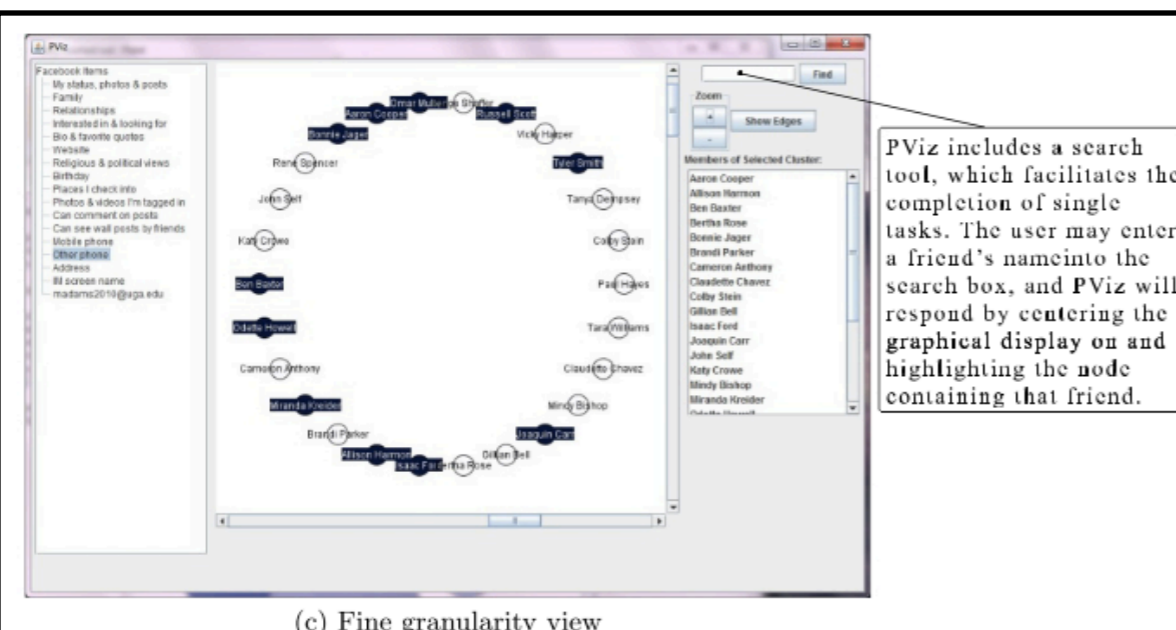 PViz
Facebook Items
My status, photos & posts
Family
Relationships
Interested in & looking for
Bio & favorite quotes
Website
Religious & political views
Birthday
Places I check into
Photos & videos I'm tagged in
Can comment on posts
Can see wall posts by friends
Mobile phone
Other phone
Address
IM screen name
madams2010@uga.edu
Omar Muller
Shaffer
Aaron Cooper
Russell Scott
Bonnie Jager
Vicky Harper
Rene Spencer
Tyler Smith
John Self
Tanya Dempsey
Katy Crowe
Colby Stein
Ben Baxter
Paul Hayes
Odette Howell
Tara Williams
Cameron Anthony
Claudette Chavez
Miranda Kreider
Mindy Bishop
Brandi Parker
Joaquin Carr
Allison Harmon
Gillian Bell
Isaac Ford
ertha Rose
Find
Zoom
+
Show Edges
-
Members of Selected Cluster:
Aaron Cooper
Allison Harmon
Ben Baxter
Bertha Rose
Bonnie Jager
Brandi Parker
Cameron Anthony
Claudette Chavez
Colby Stein
Gillian Bell
Isaac Ford
Joaquin Carr
John Self
Katy Crowe
Mindy Bishop
Miranda Kreider
Odette Howell
PViz includes a search
tool, which facilitates the
completion of single
tasks. The user may enter
a friend's nameinto the
search box, and PViz will
respond by centering the
graphical display on and
highlighting the node
containing that friend.
(c) Fine granularity view